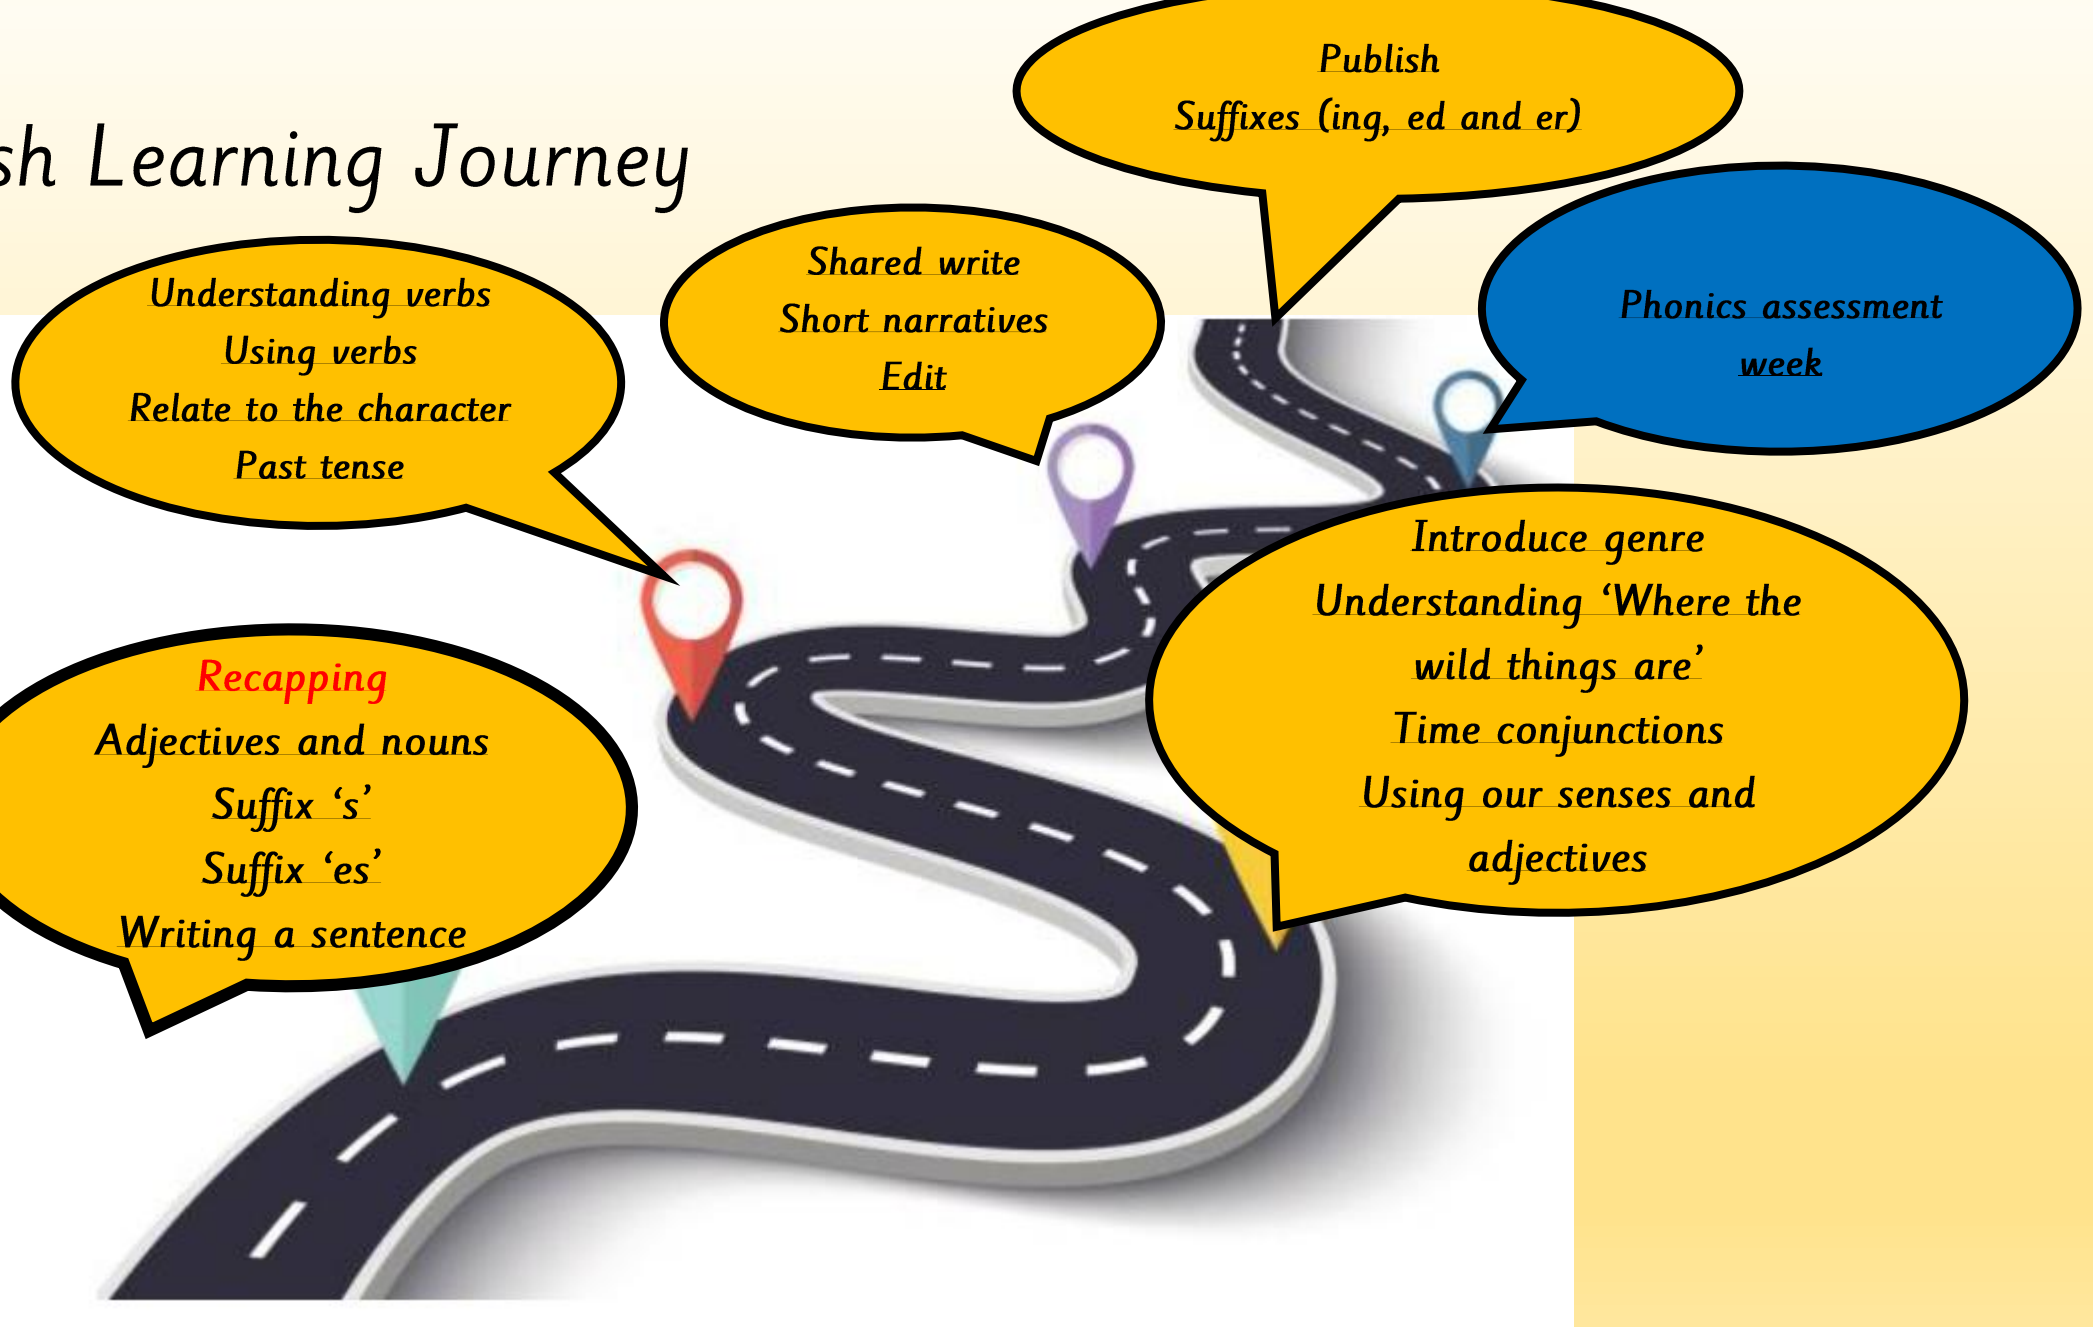 sh Learning Journey
Publish
Suffixes (ing, ed and er)
Phonics assessment
week
Shared write
Short narratives
Edit
Understanding verbs
Using verbs
Relate to the character
Past tense
Introduce genre
Understanding ‘Where the
wild things are’
Time conjunctions
Using our senses and
adjectives
Recapping
Adjectives and nouns
Suffix ‘s’
Suffix ‘es’
Writing a sentence